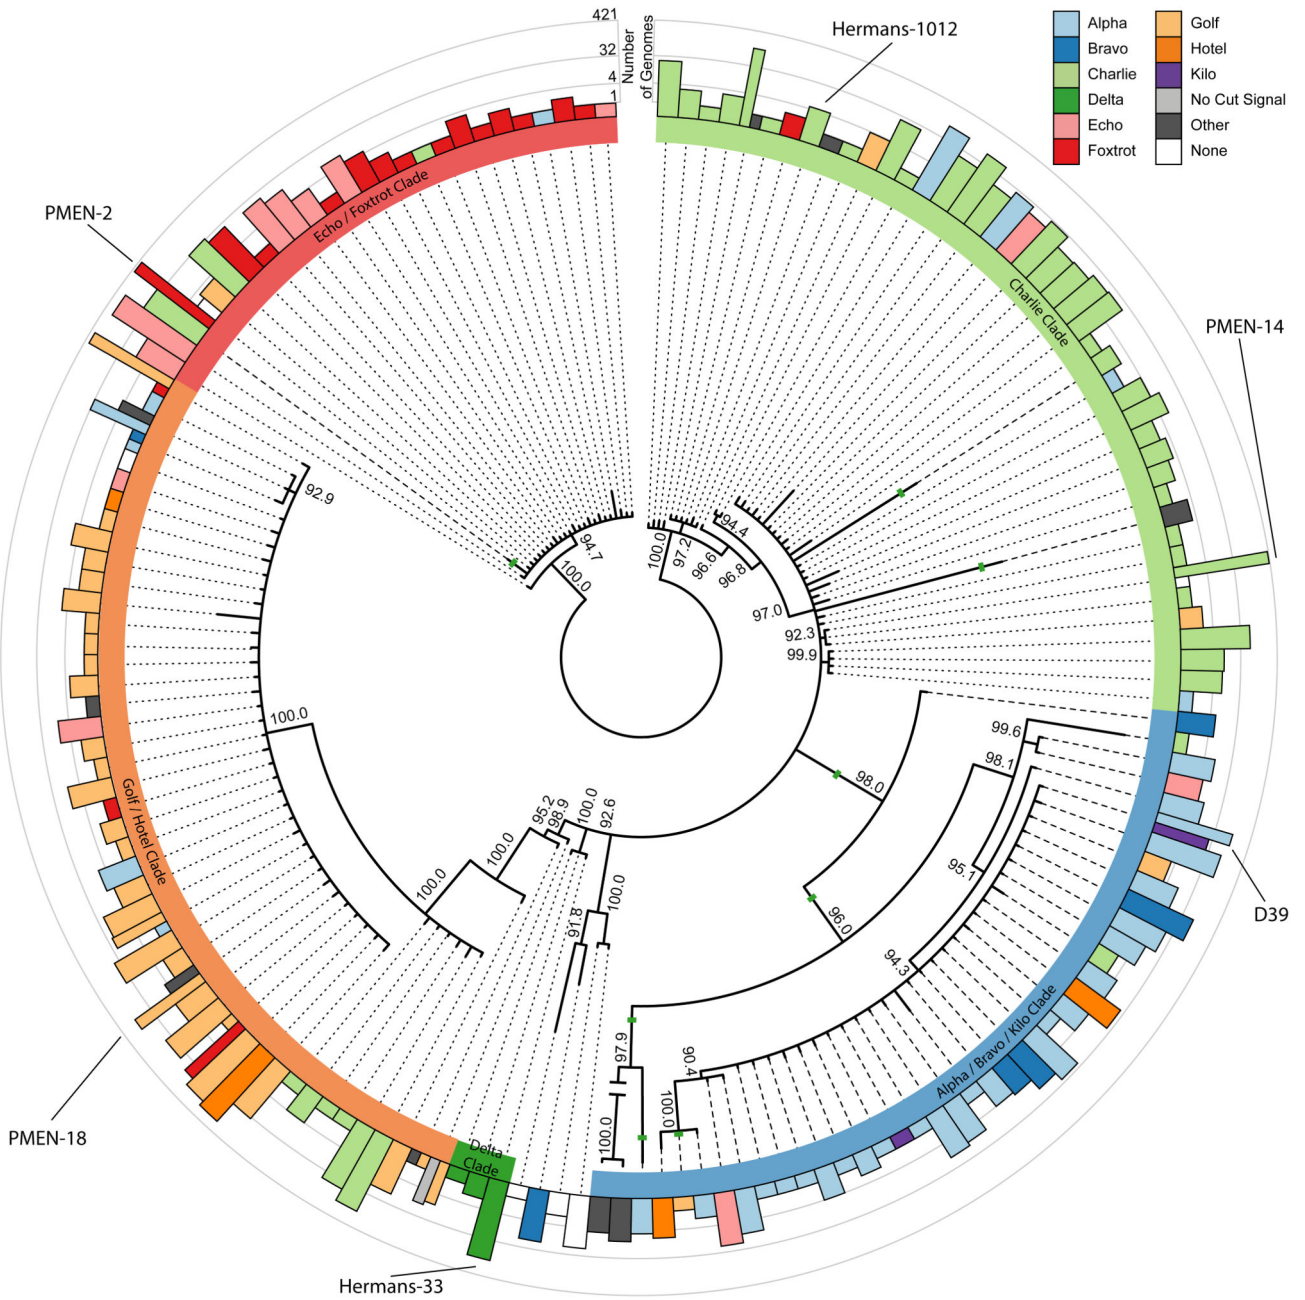 421
32
4
1
Number
of Genomes
Hermans-1012
Alpha
Bravo
Charlie
Delta
Echo
Foxtrot
Golf
Hotel
Kilo
No Cut Signal
Other
None
PMEN-2
Echo / Foxtrot Clade
Charlie Clade
PMEN-14
92.9
94.7
100.0
100.0
97.2
96.6
94.4
96.8
97.0
92.3
99.9
100.0
99.6
98.1
98.0
95.1
96.0
94.3
95.2
98.9
100.0
92.6
100.0
100.0
100.0
91.8
97.9
90.4
100.0
100.0
Golf / Hotel Clade
Alpha / Bravo / Kilo Clade
D39
PMEN-18
Delta
Clade
Hermans-33